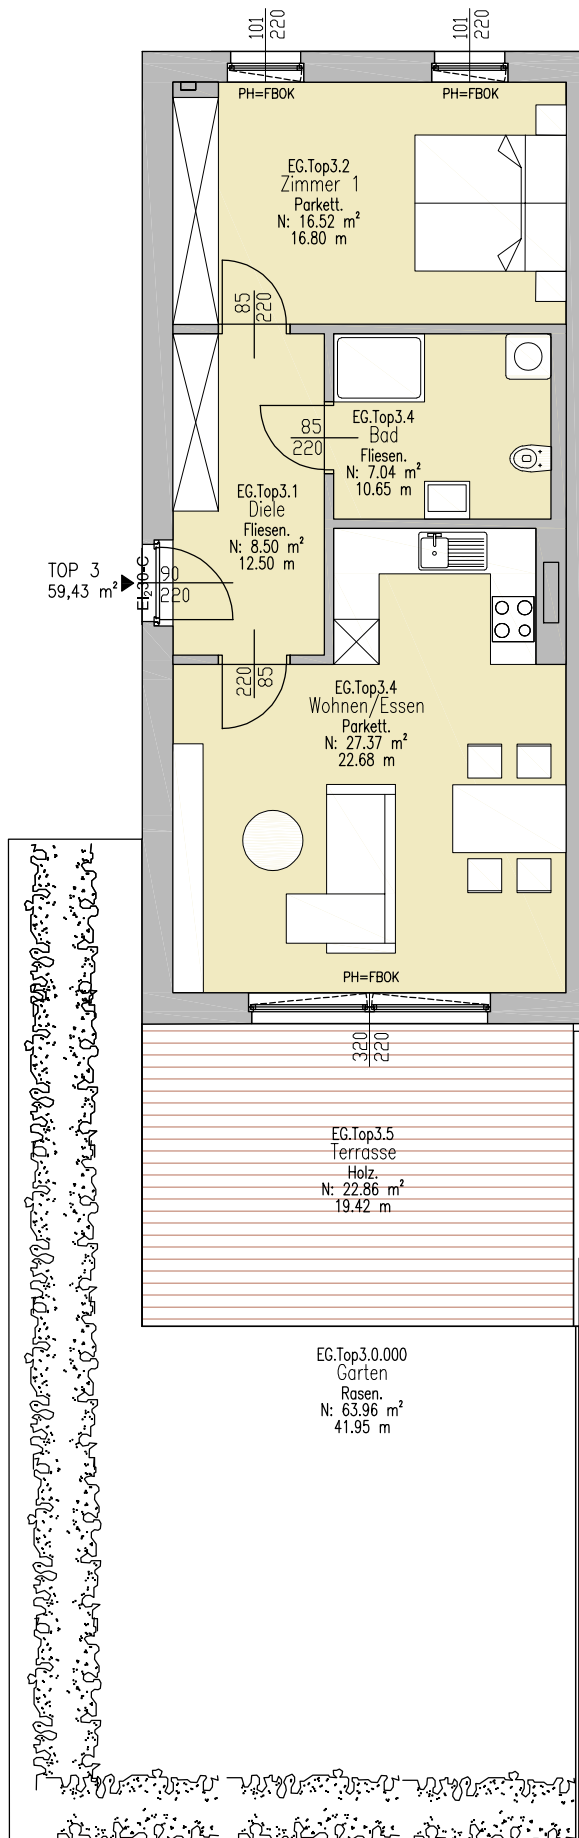 101
220
101
220
PH=FBOK
PH=FBOK
EG.Top3.2
Zimmer 1
Parkett.
N: 16.52 m²
16.80 m
85
220
85
220
EG.Top3.4
Bad
Fliesen.
N: 7.04 m²
10.65 m
EG.Top3.1
Diele
Fliesen.
N: 8.50 m²
12.50 m
TOP 3
59,43 m²
EI₂30-C
90
220
220
85
EG.Top3.4
Wohnen/Essen
Parkett.
N: 27.37 m²
22.68 m
PH=FBOK
320
220
EG.Top3.5
Terrasse
Holz.
N: 22.86 m²
19.42 m
EG.Top3.0.000
Garten
Rasen.
N: 63.96 m²
41.95 m